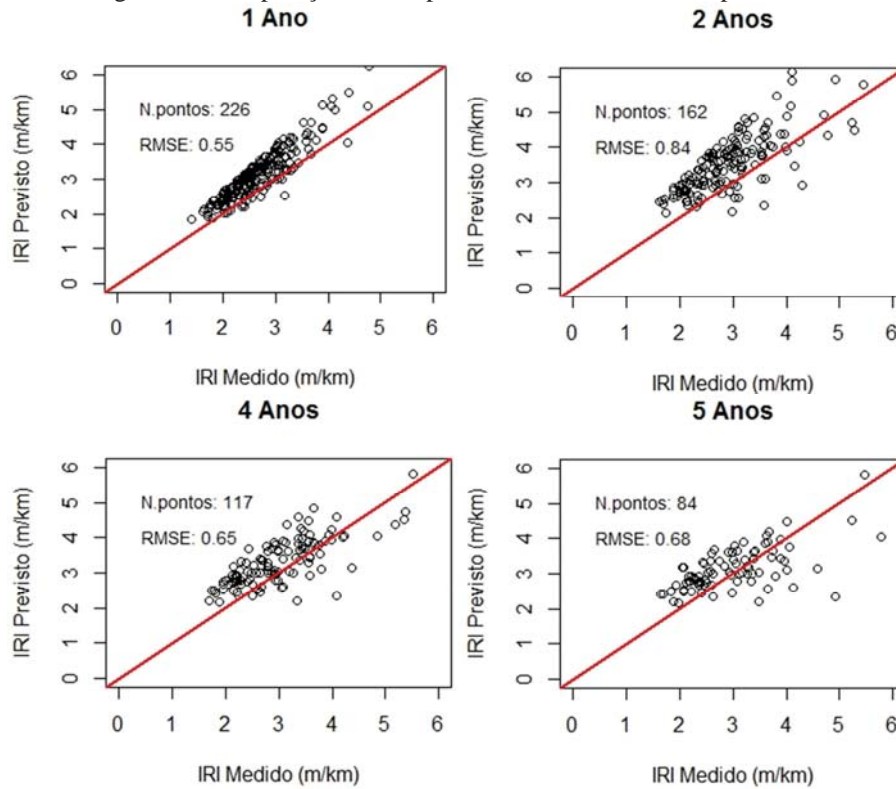 1 Ano
6
5
4
3
2
1
0
IRI Previsto (m/km)
N.pontos: 226
RMSE: 0.55
0 1 2 3 4 5 6
IRI Medido (m/km)
2 Anos
6
5
4
3
2
1
0
IRI Previsto (m/km)
N.pontos: 162
RMSE: 0.84
0 1 2 3 4 5 6
IRI Medido (m/km)
4 Anos
6
5
4
3
2
1
0
IRI Previsto (m/km)
N.pontos: 117
RMSE: 0.65
0 1 2 3 4 5 6
IRI Medido (m/km)
5 Anos
6
5
4
3
2
1
0
IRI Previsto (m/km)
N.pontos: 84
RMSE: 0.68
0 1 2 3 4 5 6
IRI Medido (m/km)